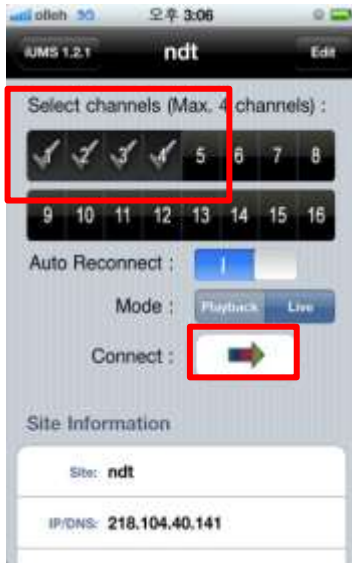 olleh 3G 오후 3:06
iUMS 1.2.1 ndt Edit
Select channels (Max. 4 channels) :
1 2 3 4 5 6 7 8
9 10 11 12 13 14 15 16
Auto Reconnect :
Mode : Playback Live
Connect :
Site Information
Site: ndt
IP/DNS: 218.104.40.141